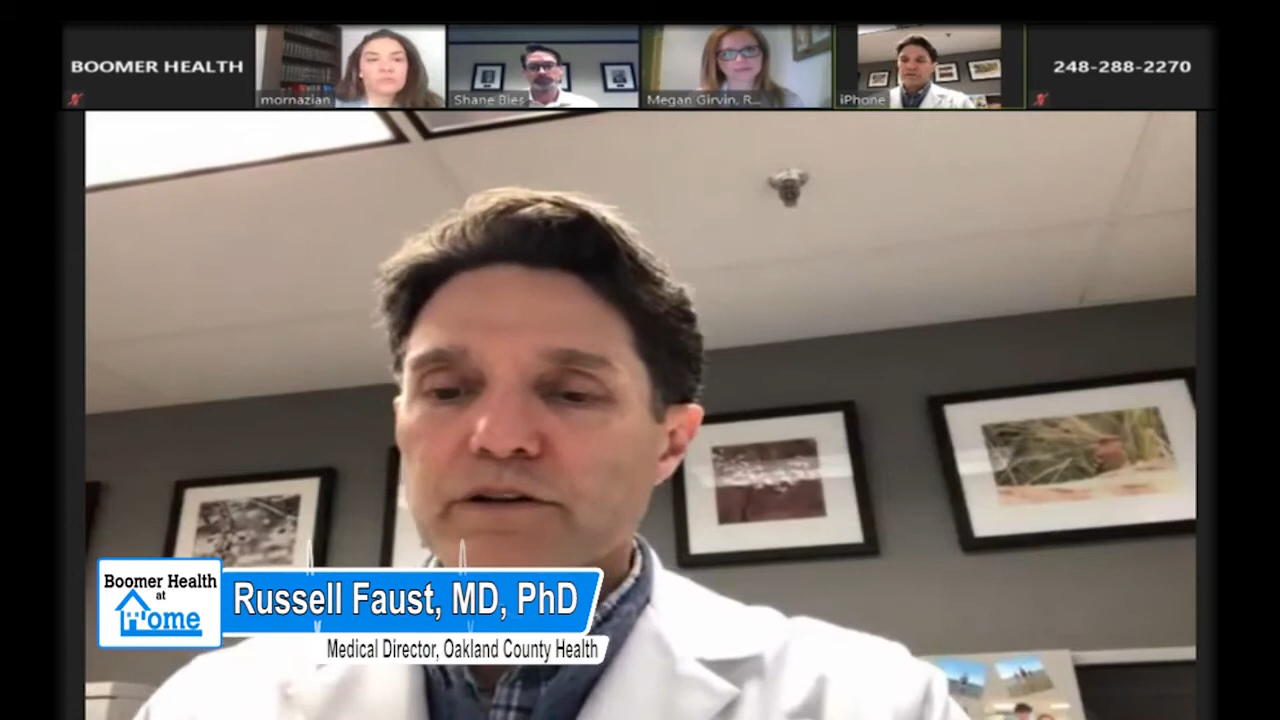 BOOMER HEALTH
mornazian
Shane Bies
Megan Girvin, R...
iPhone
248-288-2270
Boomer Health
at
Home
Russell Faust, MD, PhD
Medical Director, Oakland County Health